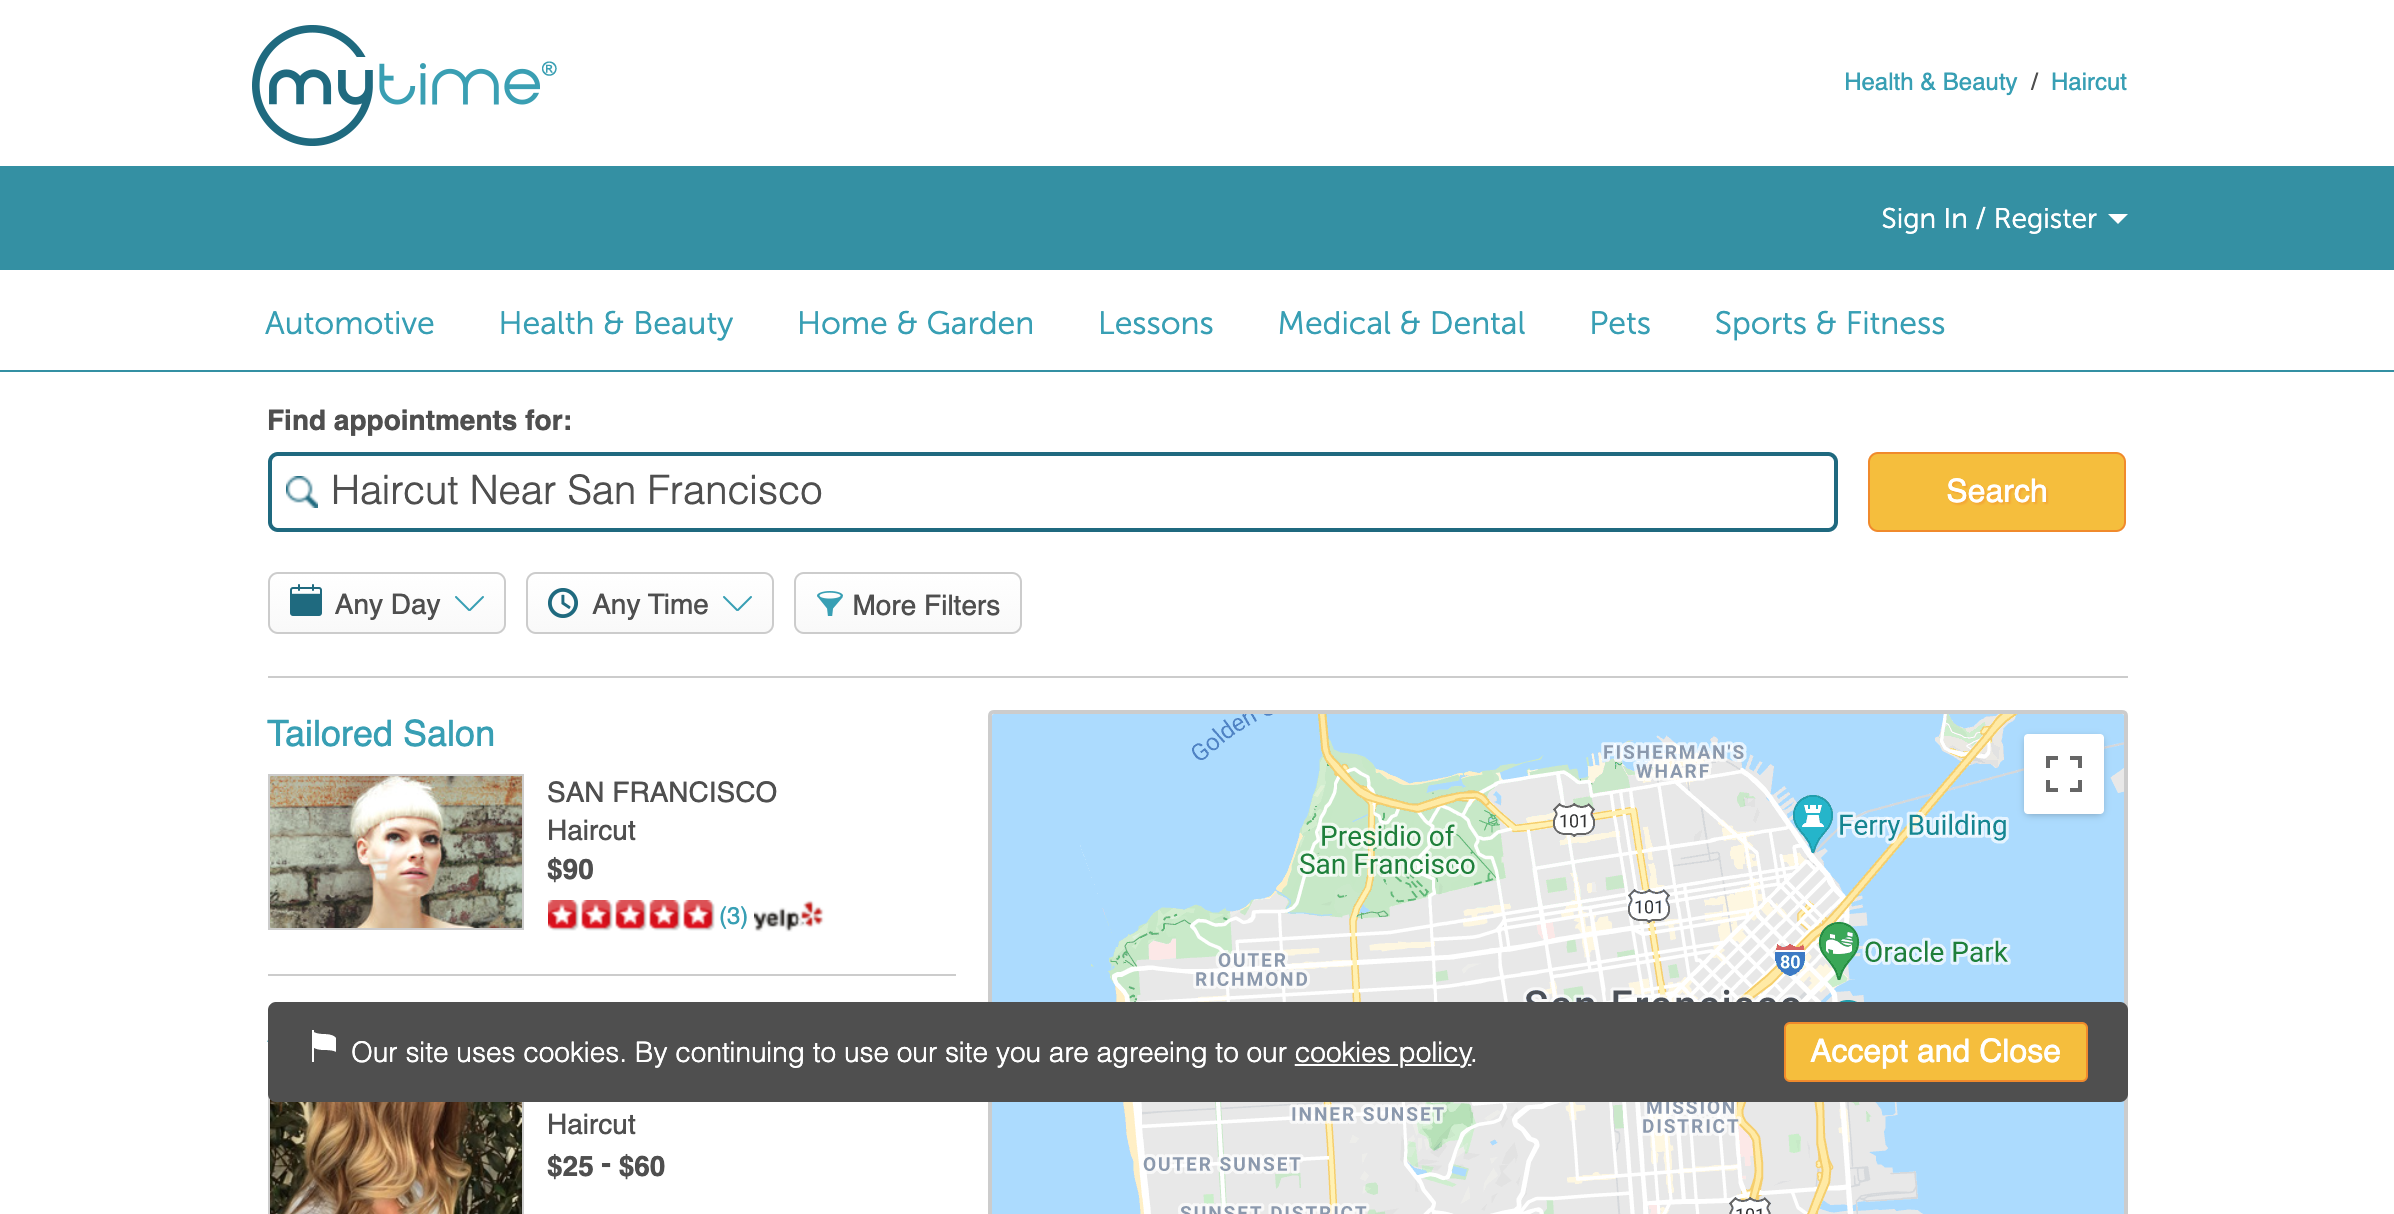 mytime®
Health & Beauty / Haircut
Sign In / Register
Automotive Health & Beauty Home & Garden Lessons Medical & Dental Pets Sports & Fitness
Find appointments for:
Haircut Near San Francisco
Search
Any Day
Any Time
More Filters
Tailored Salon
SAN FRANCISCO
Haircut
$90
(3) yelp
Golden
FISHERMAN'S
WHARF
101
Ferry Building
Presidio of
San Francisco
101
OUTER
RICHMOND
80
Oracle Park
San Francisco
Our site uses cookies. By continuing to use our site you are agreeing to our cookies policy.
Accept and Close
Haircut
$25 - $60
INNER SUNSET
MISSION
DISTRICT
OUTER SUNSET
SUNSET DISTRICT
101